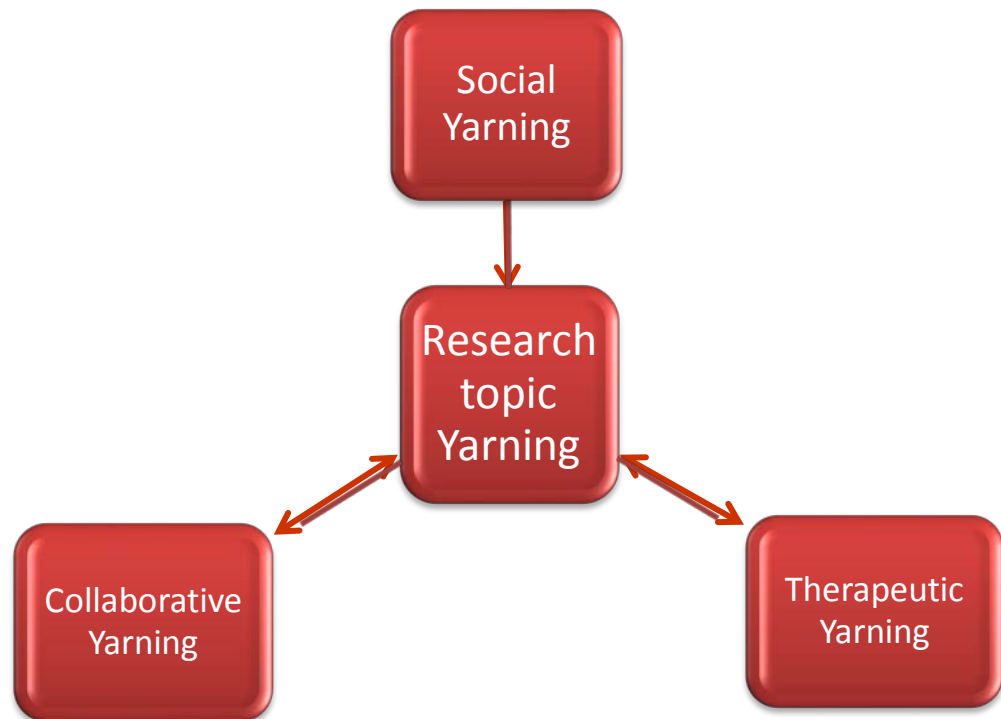 Social
Yarning
Research
topic
Yarning
Collaborative
Yarning
Therapeutic
Yarning